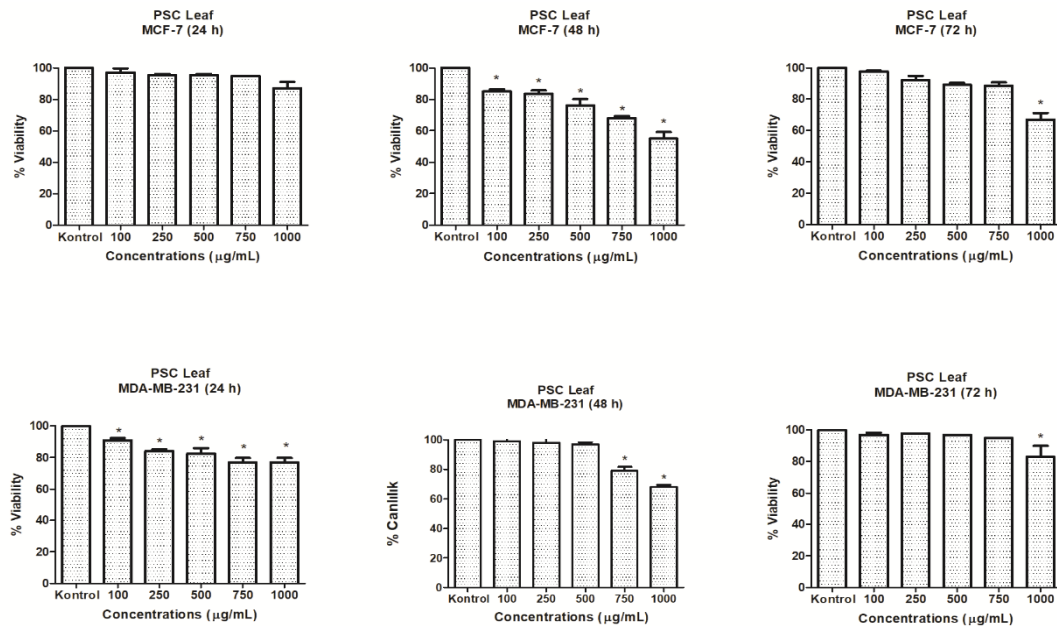 PSC Leaf
MCF-7 (24 h)
% Viability
100
80
60
40
20
0
Kontrol 100 250 500 750 1000
Concentrations (µg/mL)
PSC Leaf
MCF-7 (48 h)
% Viability
100
80
60
40
20
0
* * * * *
Kontrol 100 250 500 750 1000
Concentrations (µg/mL)
PSC Leaf
MCF-7 (72 h)
% Viability
100
80
60
40
20
0
*
Kontrol 100 250 500 750 1000
Concentrations (µg/mL)
PSC Leaf
MDA-MB-231 (24 h)
% Viability
100
80
60
40
20
0
* * * * *
Kontrol 100 250 500 750 1000
Concentrations (µg/mL)
PSC Leaf
MDA-MB-231 (48 h)
% Canlılık
100
80
60
40
20
0
* *
Kontrol 100 250 500 750 1000
Concentrations (µg/mL)
PSC Leaf
MDA-MB-231 (72 h)
% Viability
100
80
60
40
20
0
*
Kontrol 100 250 500 750 1000
Concentrations (µg/mL)